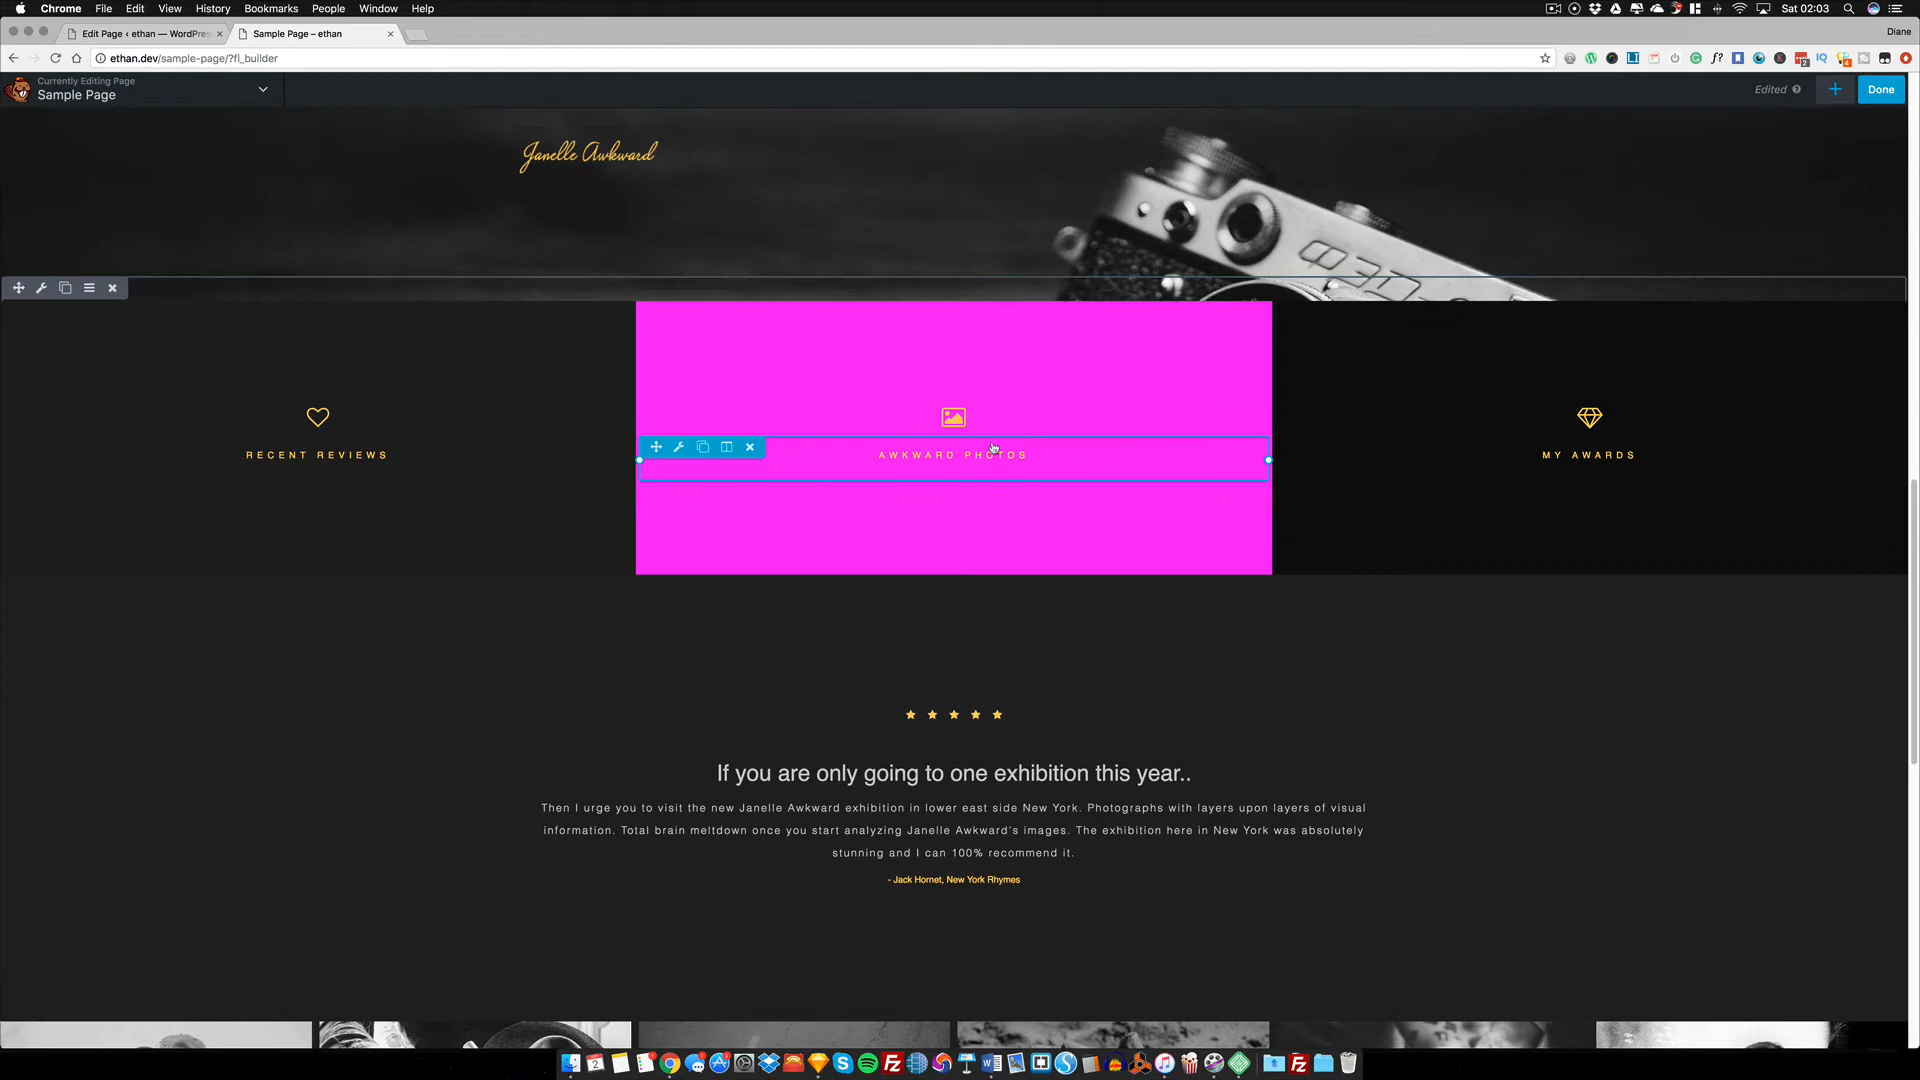 Chrome File Edit View History Bookmarks People Window Help
Sat 02:03
Edit Page ‹ ethan — WordPres
Sample Page – ethan
Diane
ethan.dev/sample-page/?fl_builder
Currently Editing Page
Sample Page
Edited
Done
Janelle Awkward
RECENT REVIEWS
AWKWARD PHOTOS
MY AWARDS
If you are only going to one exhibition this year..
Then I urge you to visit the new Janelle Awkward exhibition in lower east side New York. Photographs with layers upon layers of visual
information. Total brain meltdown once you start analyzing Janelle Awkward's images. The exhibition here in New York was absolutely
stunning and I can 100% recommend it.
- Jack Hornet, New York Rhymes